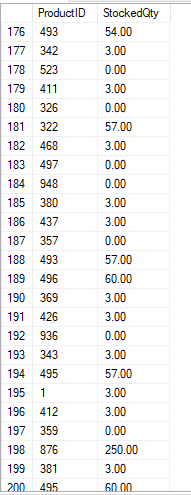 ProductID StockedQty
176 493 54.00
177 342 3.00
178 523 0.00
179 411 3.00
180 326 0.00
181 322 57.00
182 468 3.00
183 497 0.00
184 948 0.00
185 380 3.00
186 437 3.00
187 357 0.00
188 493 57.00
189 496 60.00
190 369 3.00
191 426 3.00
192 936 0.00
193 343 3.00
194 495 57.00
195 1 3.00
196 412 3.00
197 359 0.00
198 876 250.00
199 381 3.00
200 495 60.00